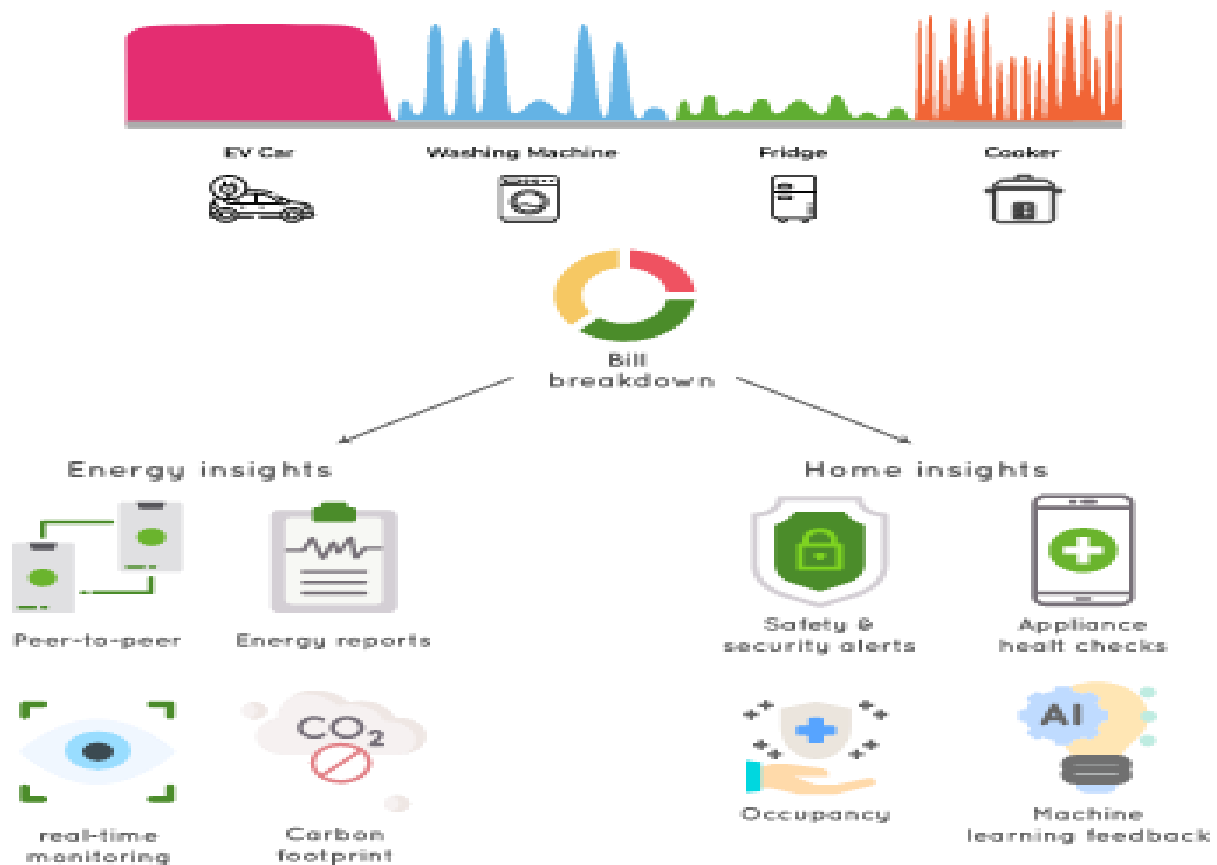 EV Car
Washing Machine
Fridge
Cooker
Bill
breakdown
Energy insights
Home insights
Peer-to-peer
Energy reports
Safety &
security alerts
Appliance
healt checks
CO2
AI
real-time
monitoring
Carbon
footprint
Occupancy
Machine
learning feedback